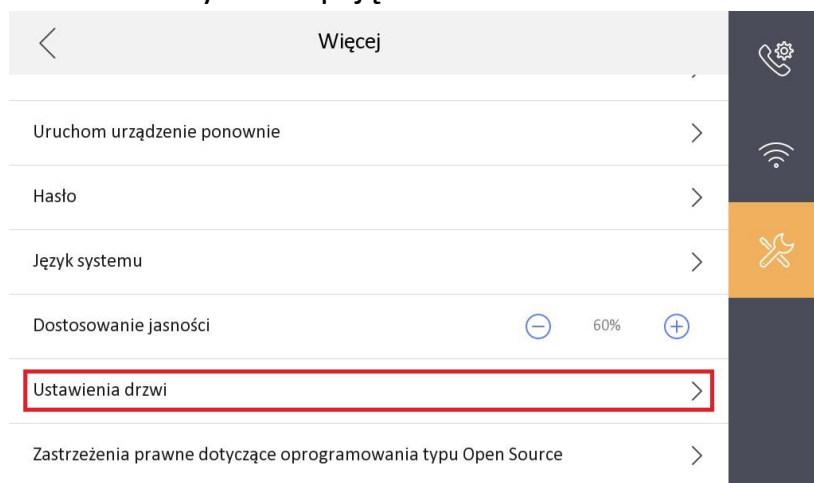 Więcej
Uruchom urządzenie ponownie
Hasło
Język systemu
Dostosowanie jasności 60%
Ustawienia drzwi
Zastrzeżenia prawne dotyczące oprogramowania typu Open Source